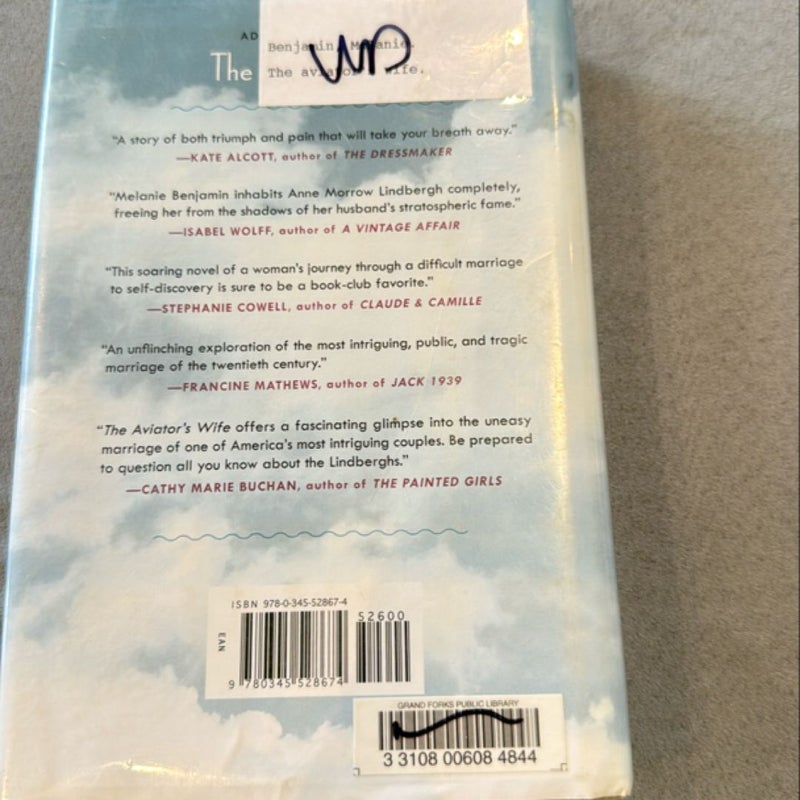 AD
Benjamin, Melanie.
The
The aviator wife.
“A story of both triumph and pain that will take your breath away.”
—KATE ALCOTT, author of THE DRESSMAKER
“Melanie Benjamin inhabits Anne Morrow Lindbergh completely,
freeing her from the shadows of her husband’s stratospheric fame.”
—ISABEL WOLFF, author of A VINTAGE AFFAIR
“This soaring novel of a woman’s journey through a difficult marriage
to self-discovery is sure to be a book-club favorite.”
—STEPHANIE COWELL, author of CLAUDE & CAMILLE
“An unflinching exploration of the most intriguing, public, and tragic
marriage of the twentieth century.”
—FRANCINE MATHEWS, author of JACK 1939
“The Aviator’s Wife offers a fascinating glimpse into the uneasy
marriage of one of America’s most intriguing couples. Be prepared
to question all you know about the Lindberghs.”
—CATHY MARIE BUCHAN, author of THE PAINTED GIRLS
ISBN 978-0-345-52867-4
52600
EAN
9 780345 528674
GRAND FORKS PUBLIC LIBRARY
3 3108 00608 4844